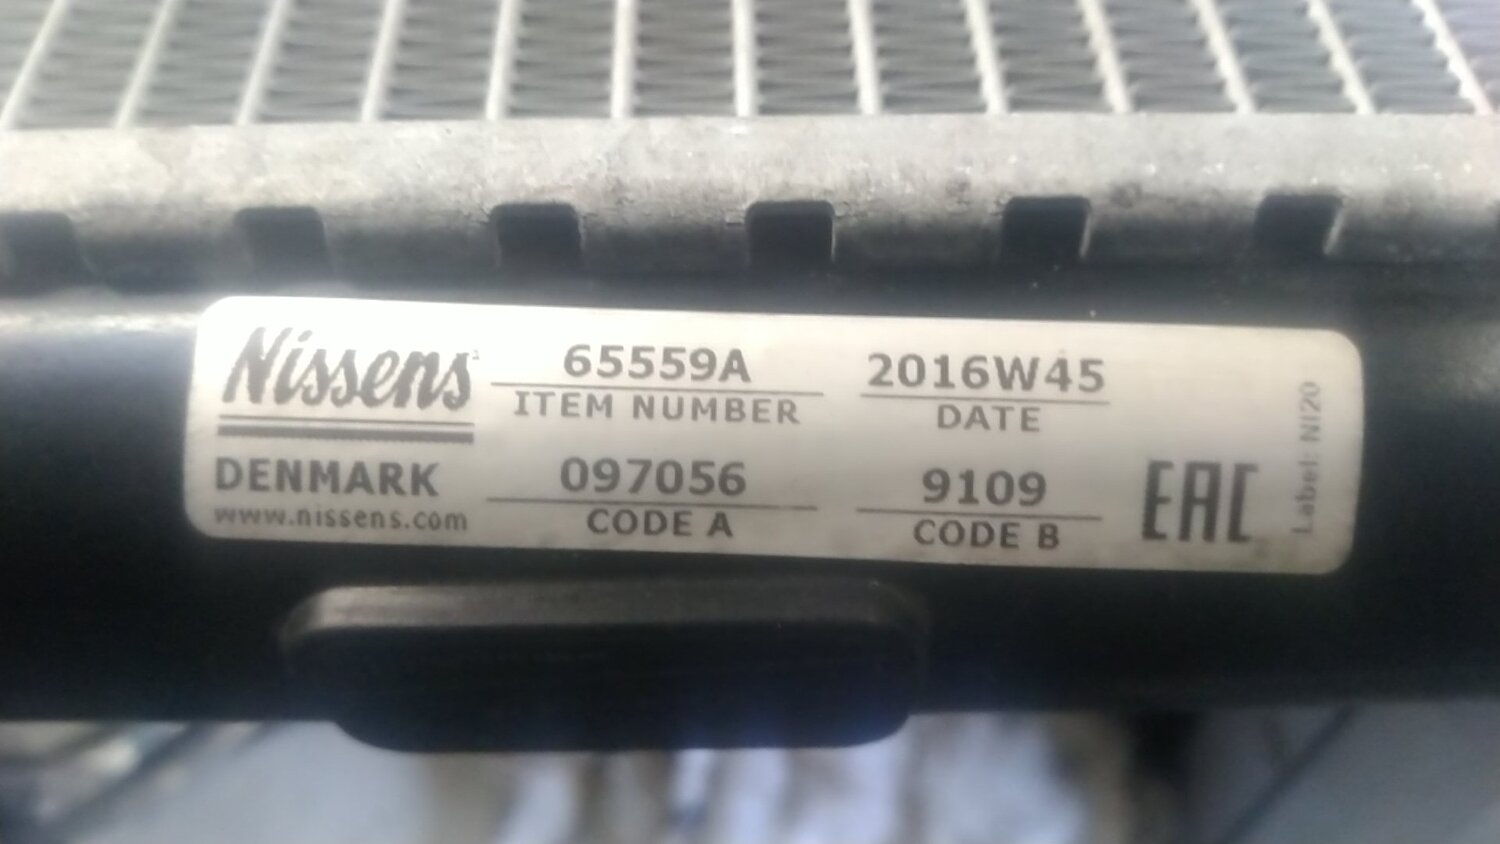 Nissens
65559A
ITEM NUMBER
2016W45
DATE
DENMARK
www.nissens.com
097056
CODE A
9109
CODE B
EAC
Label: NI20